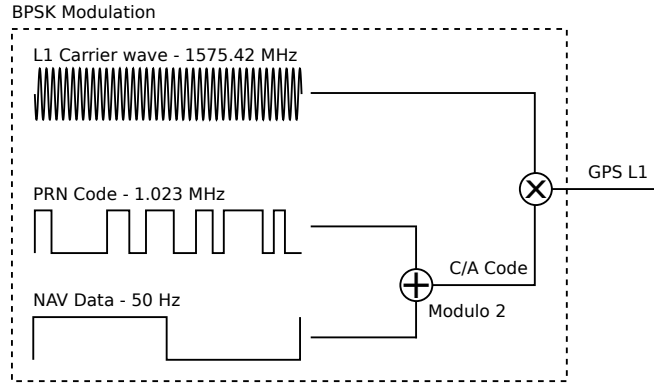 BPSK Modulation
L1 Carrier wave - 1575.42 MHz
GPS L1
PRN Code - 1.023 MHz
C/A Code
NAV Data - 50 Hz
Modulo 2